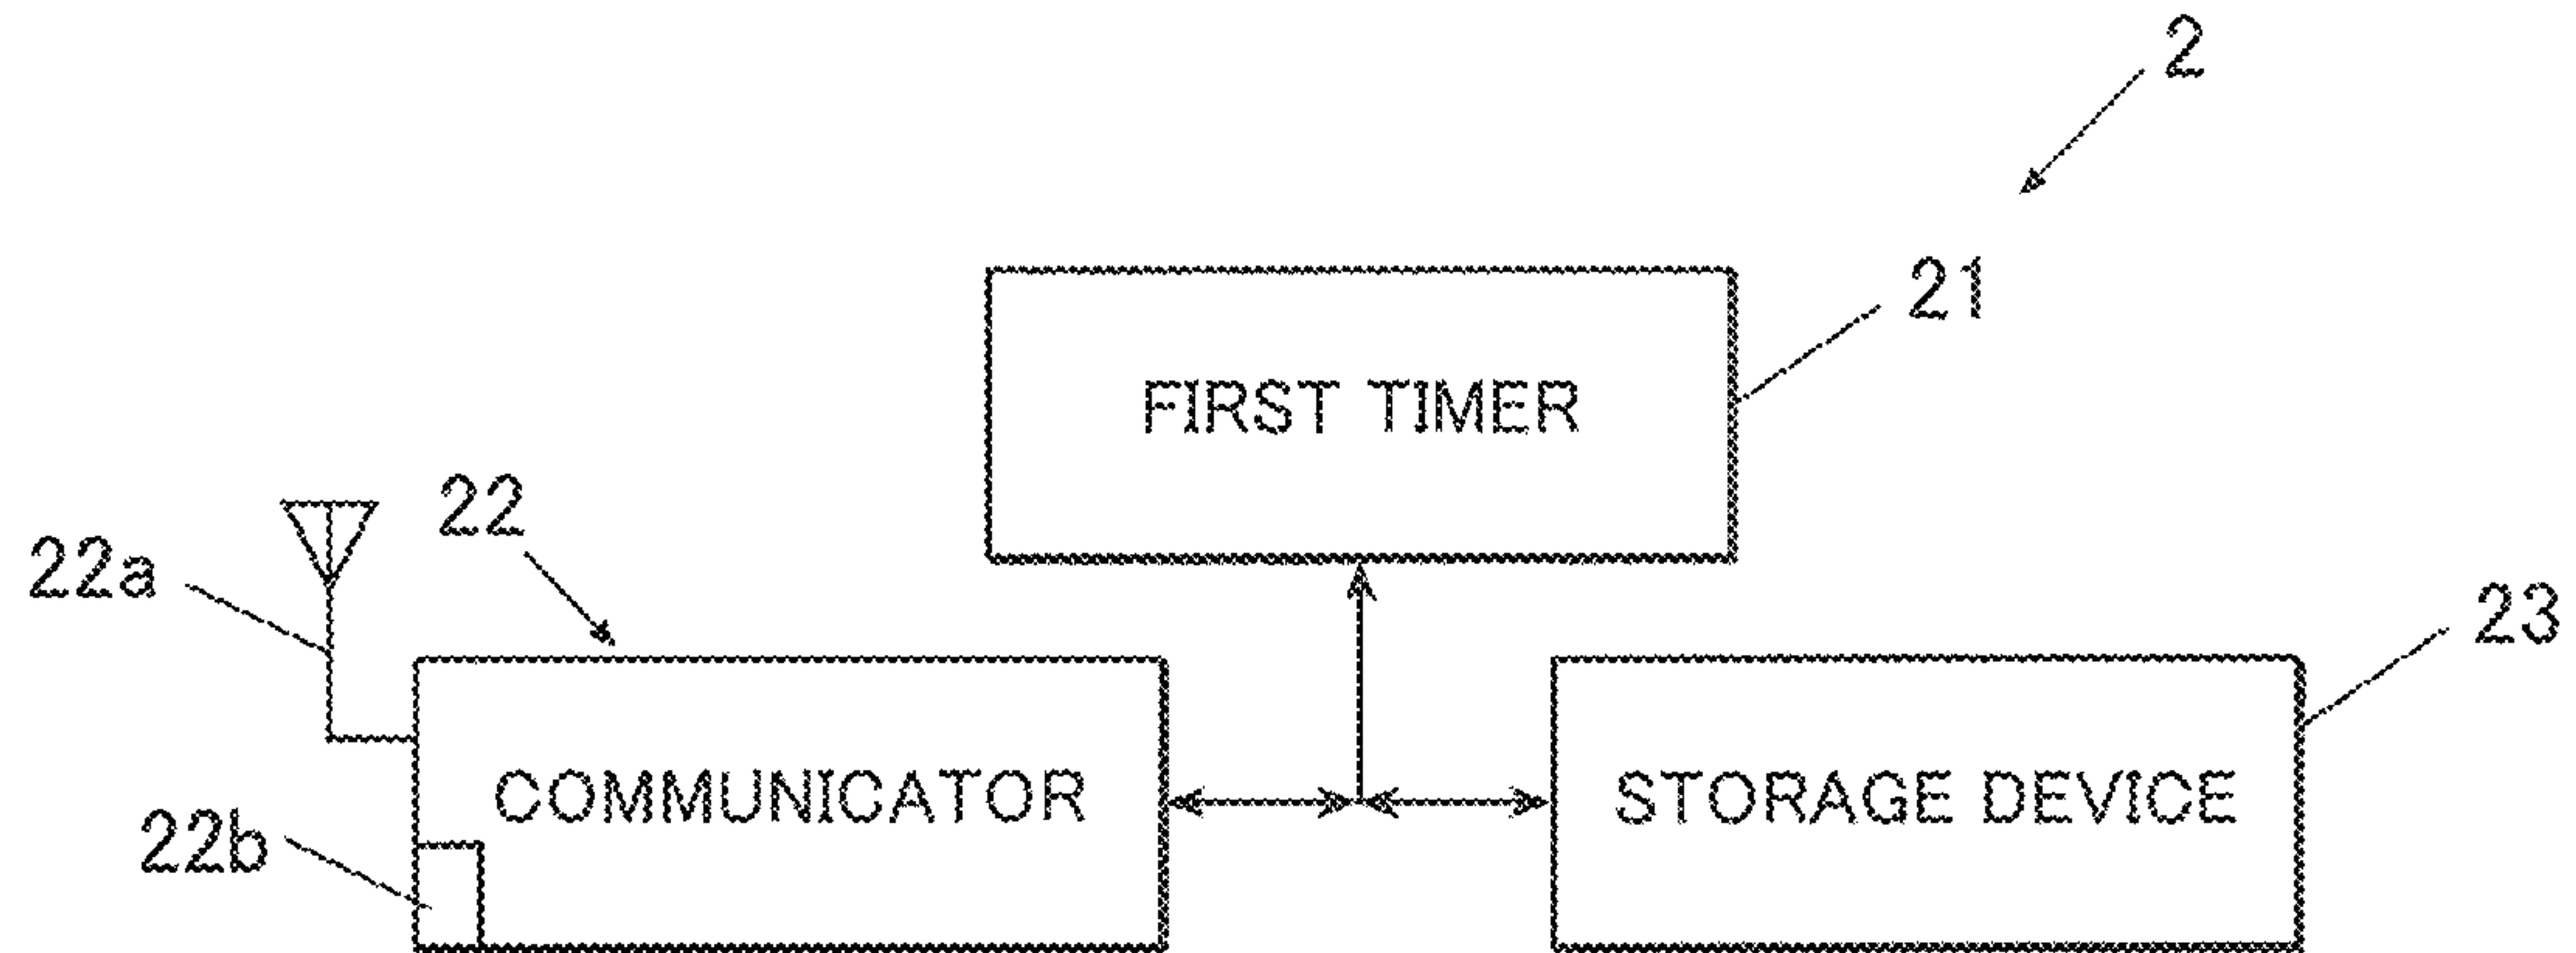 2
21
FIRST TIMER
22
22a
23
COMMUNICATOR
STORAGE DEVICE
22b